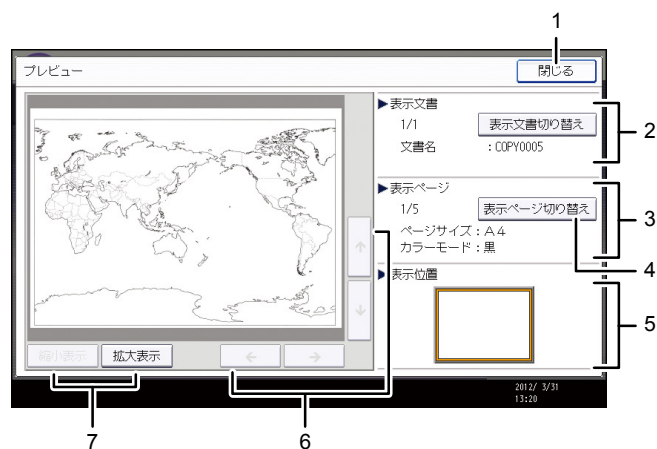 1
プレビュー
閉じる
▶表示文書
1/1
表示文書切り替え
2
文書名 :COPY0005
▶表示ページ
1/5
表示ページ切り替え
3
ページサイズ:A4
カラーモード:黒
4
▶表示位置
5
縮小表示
拡大表示
↑
↓
←
→
2012/ 3/31
13:20
7
6